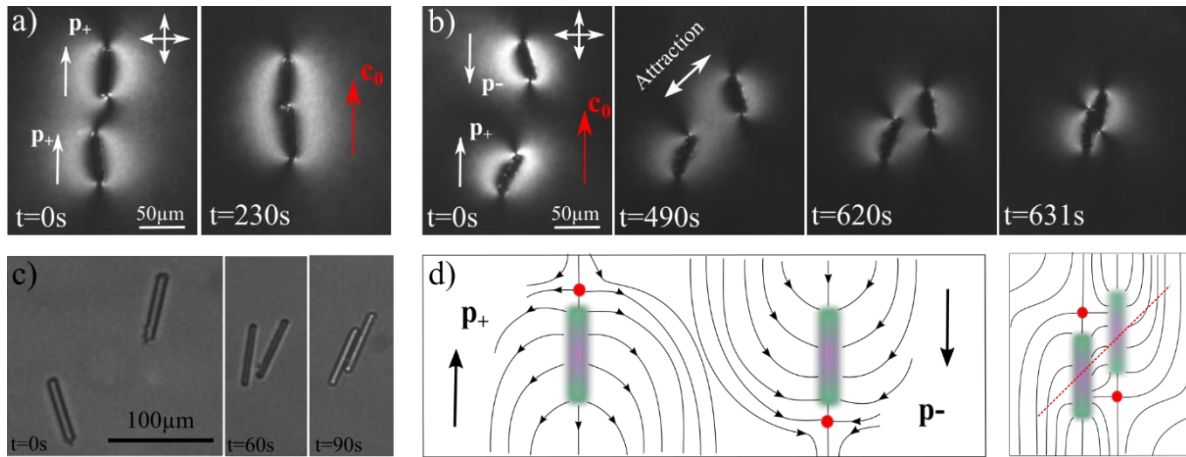 a)
p+
p+
c0
t=0s
50µm
t=230s
b)
p-
p+
c0
Attraction
t=0s
50µm
t=490s
t=620s
t=631s
c)
t=0s
100µm
t=60s
t=90s
d)
p+
p-